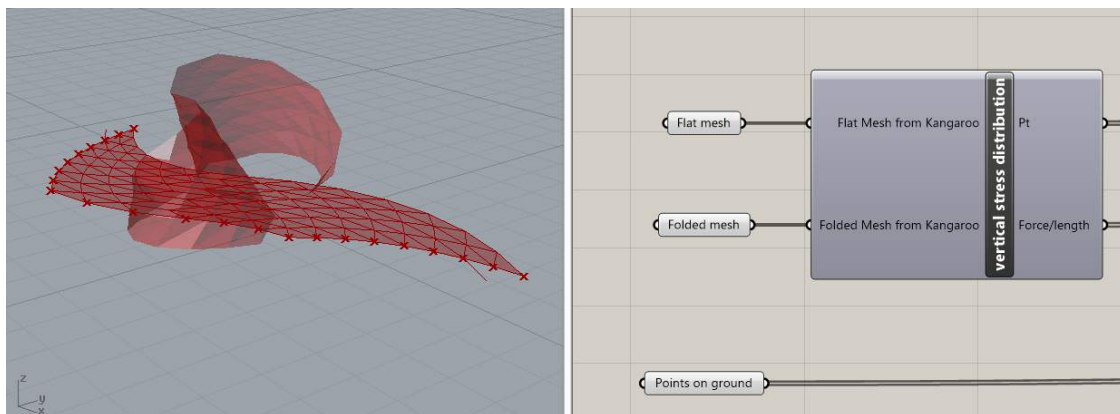 z
y
x
Flat mesh
Flat Mesh from Kangaroo
Pt
vertical stress distribution
Folded mesh
Folded Mesh from Kangaroo
Force/length
Points on ground